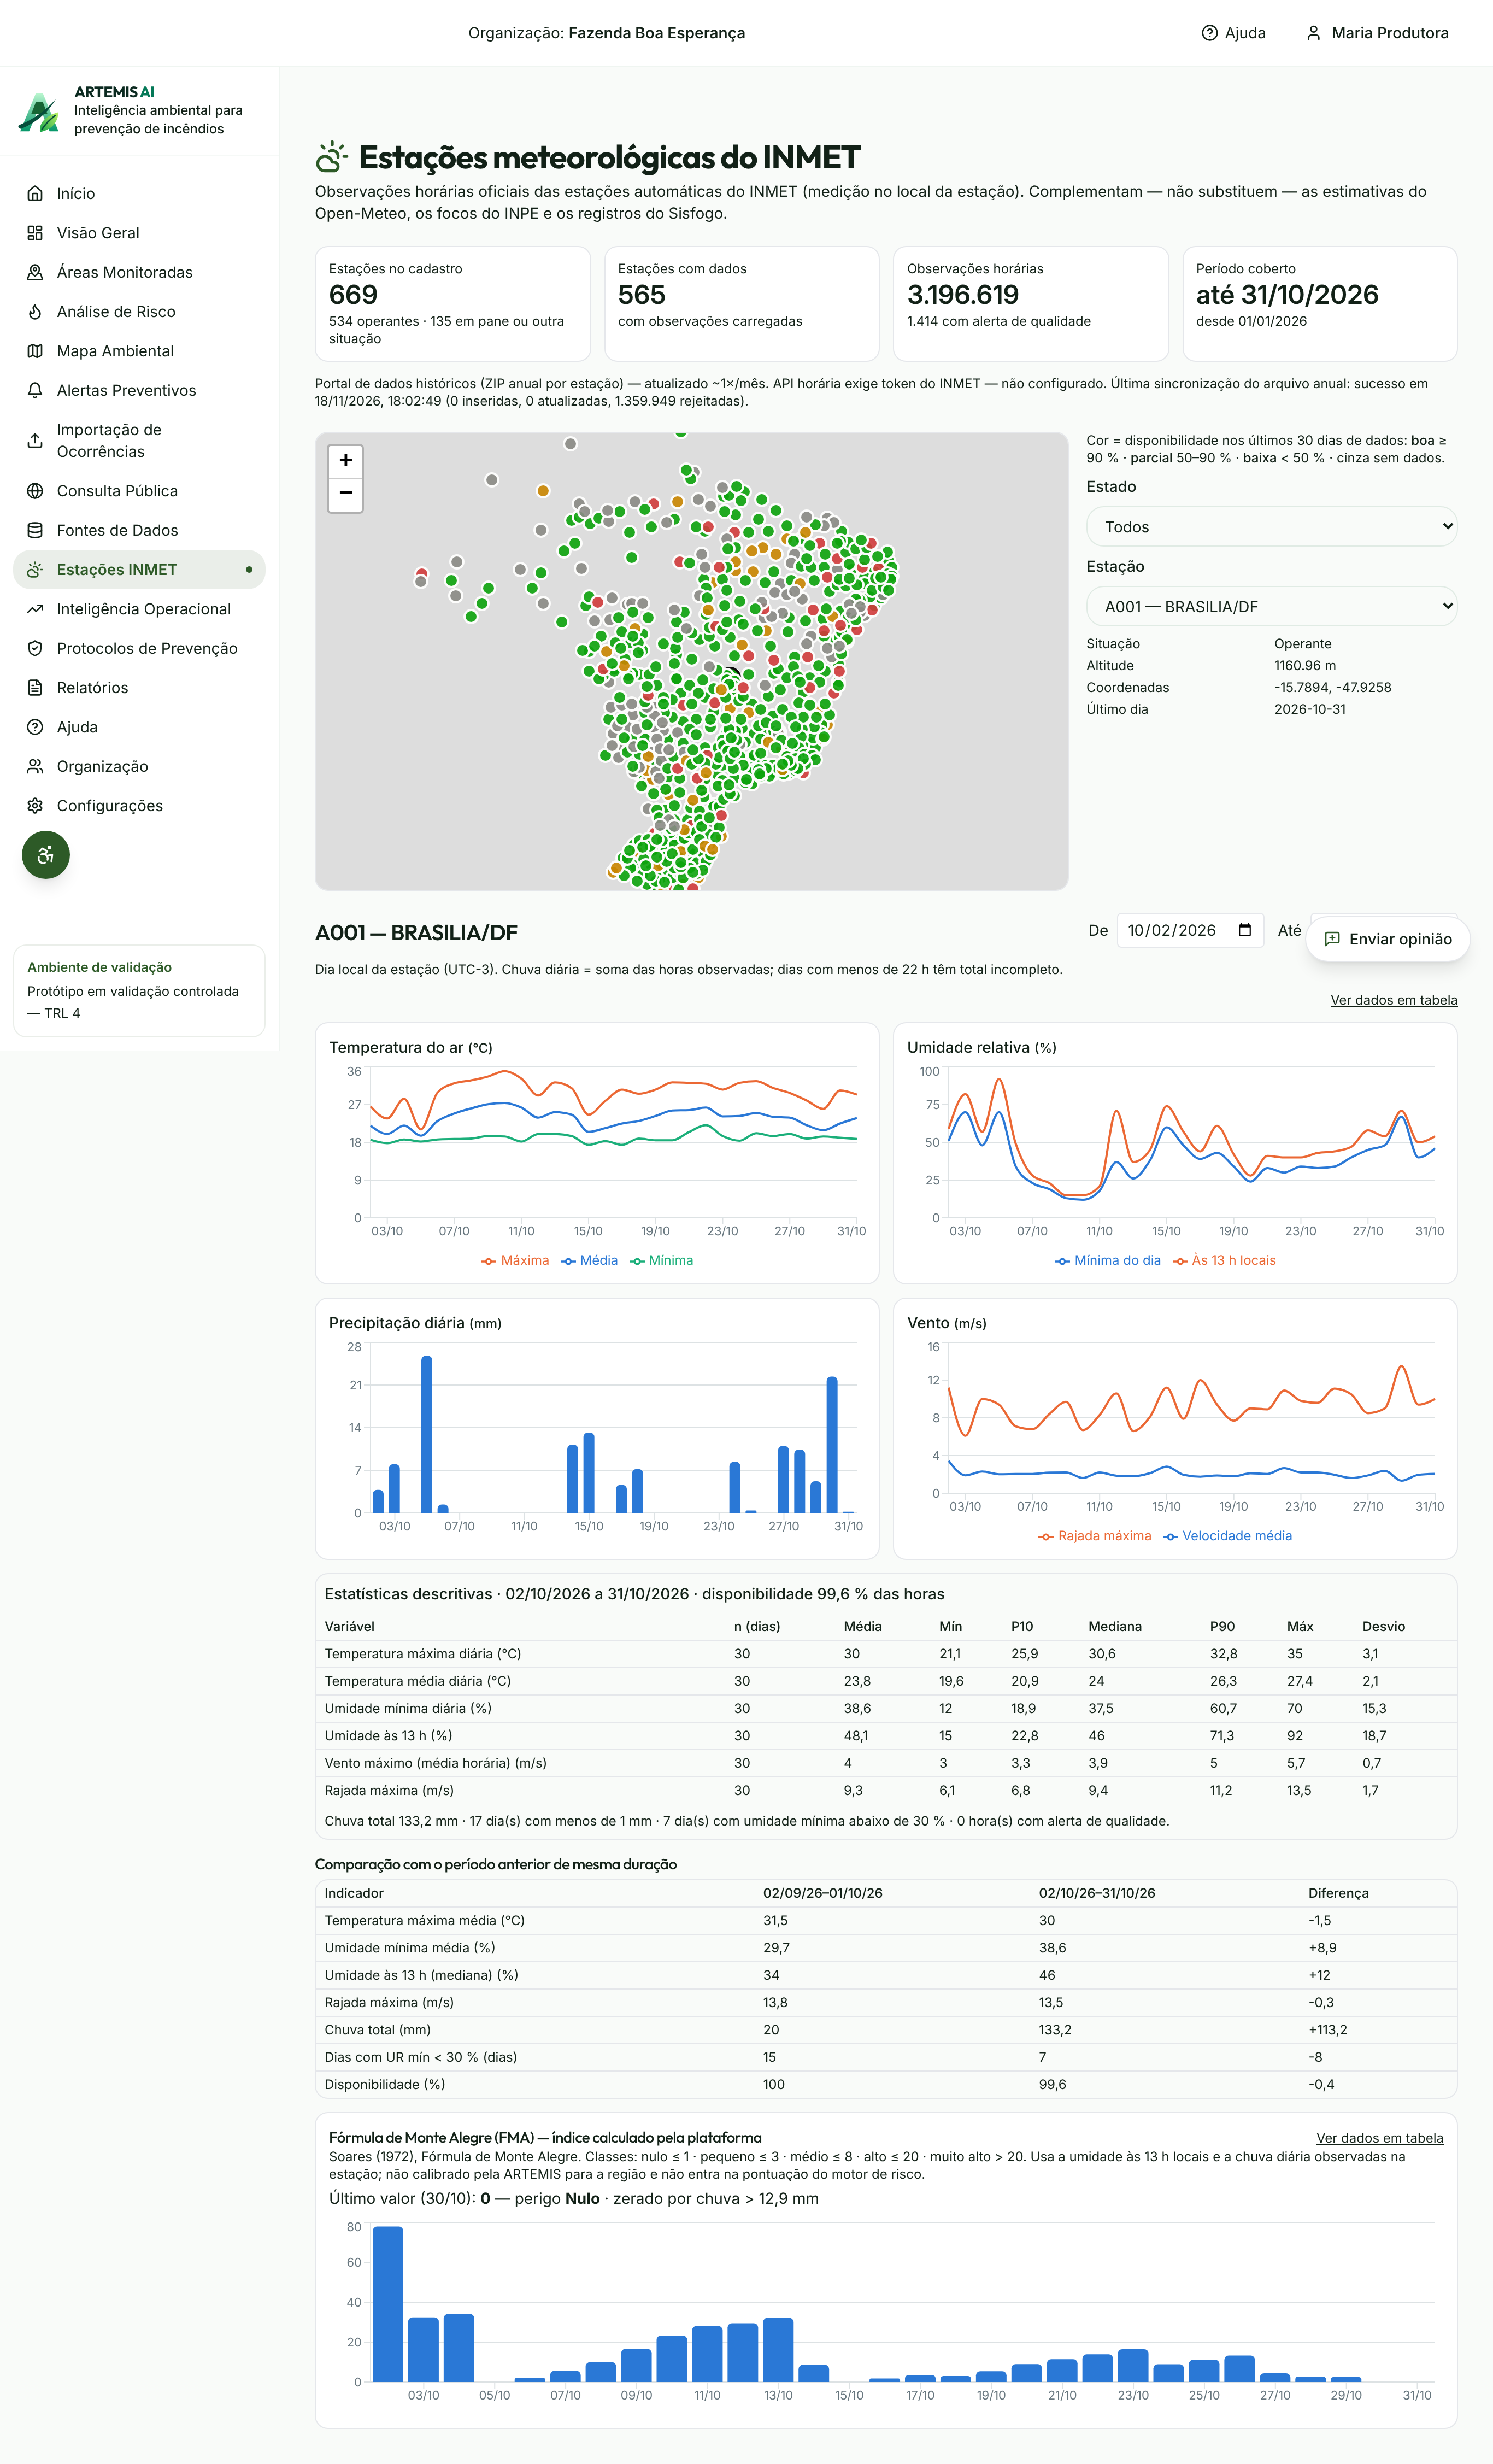 Organização: Fazenda Boa Esperança
Ajuda
Maria Produtora
ARTEMIS AI
Inteligência ambiental para
prevenção de incêndios
Início
Visão Geral
Áreas Monitoradas
Análise de Risco
Mapa Ambiental
Alertas Preventivos
Importação de
Ocorrências
Consulta Pública
Fontes de Dados
Estações INMET
Inteligência Operacional
Protocolos de Prevenção
Relatórios
Ajuda
Organização
Configurações
Ambiente de validação
Protótipo em validação controlada
— TRL 4
Estações meteorológicas do INMET
Observações horárias oficiais das estações automáticas do INMET (medição no local da estação). Complementam — não substituem — as estimativas do
Open-Meteo, os focos do INPE e os registros do Sisfogo.
Estações no cadastro
669
534 operantes · 135 em pane ou outra
situação
Estações com dados
565
com observações carregadas
Observações horárias
3.196.619
1.414 com alerta de qualidade
Período coberto
até 31/10/2026
desde 01/01/2026
Portal de dados históricos (ZIP anual por estação) — atualizado ~1×/mês. API horária exige token do INMET — não configurado. Última sincronização do arquivo anual: sucesso em
18/11/2026, 18:02:49 (0 inseridas, 0 atualizadas, 1.359.949 rejeitadas).
+
−
Cor = disponibilidade nos últimos 30 dias de dados: boa ≥
90 % · parcial 50–90 % · baixa < 50 % · cinza sem dados.
Estado
Todos
Estação
A001 — BRASILIA/DF
Situação Operante
Altitude 1160.96 m
Coordenadas -15.7894, -47.9258
Último dia 2026-10-31
A001 — BRASILIA/DF
De 10/02/2026 Até
Enviar opinião
Dia local da estação (UTC-3). Chuva diária = soma das horas observadas; dias com menos de 22 h têm total incompleto.
Ver dados em tabela
Temperatura do ar (°C)
36
27
18
9
0
03/10 07/10 11/10 15/10 19/10 23/10 27/10 31/10
Máxima Média Mínima
Umidade relativa (%)
100
75
50
25
0
03/10 07/10 11/10 15/10 19/10 23/10 27/10 31/10
Mínima do dia Às 13 h locais
Precipitação diária (mm)
28
21
14
7
0
03/10 07/10 11/10 15/10 19/10 23/10 27/10 31/10
Vento (m/s)
16
12
8
4
0
03/10 07/10 11/10 15/10 19/10 23/10 27/10 31/10
Rajada máxima Velocidade média
Estatísticas descritivas · 02/10/2026 a 31/10/2026 · disponibilidade 99,6 % das horas
Variável n (dias) Média Mín P10 Mediana P90 Máx Desvio
Temperatura máxima diária (°C) 30 30 21,1 25,9 30,6 32,8 35 3,1
Temperatura média diária (°C) 30 23,8 19,6 20,9 24 26,3 27,4 2,1
Umidade mínima diária (%) 30 38,6 12 18,9 37,5 60,7 70 15,3
Umidade às 13 h (%) 30 48,1 15 22,8 46 71,3 92 18,7
Vento máximo (média horária) (m/s) 30 4 3 3,3 3,9 5 5,7 0,7
Rajada máxima (m/s) 30 9,3 6,1 6,8 9,4 11,2 13,5 1,7
Chuva total 133,2 mm · 17 dia(s) com menos de 1 mm · 7 dia(s) com umidade mínima abaixo de 30 % · 0 hora(s) com alerta de qualidade.
Comparação com o período anterior de mesma duração
Indicador 02/09/26–01/10/26 02/10/26–31/10/26 Diferença
Temperatura máxima média (°C) 31,5 30 -1,5
Umidade mínima média (%) 29,7 38,6 +8,9
Umidade às 13 h (mediana) (%) 34 46 +12
Rajada máxima (m/s) 13,8 13,5 -0,3
Chuva total (mm) 20 133,2 +113,2
Dias com UR mín < 30 % (dias) 15 7 -8
Disponibilidade (%) 100 99,6 -0,4
Fórmula de Monte Alegre (FMA) — índice calculado pela plataforma
Ver dados em tabela
Soares (1972), Fórmula de Monte Alegre. Classes: nulo ≤ 1 · pequeno ≤ 3 · médio ≤ 8 · alto ≤ 20 · muito alto > 20. Usa a umidade às 13 h locais e a chuva diária observadas na
estação; não calibrado pela ARTEMIS para a região e não entra na pontuação do motor de risco.
Último valor (30/10): 0 — perigo Nulo · zerado por chuva > 12,9 mm
80
60
40
20
0
03/10 05/10 07/10 09/10 11/10 13/10 15/10 17/10 19/10 21/10 23/10 25/10 27/10 29/10 31/10